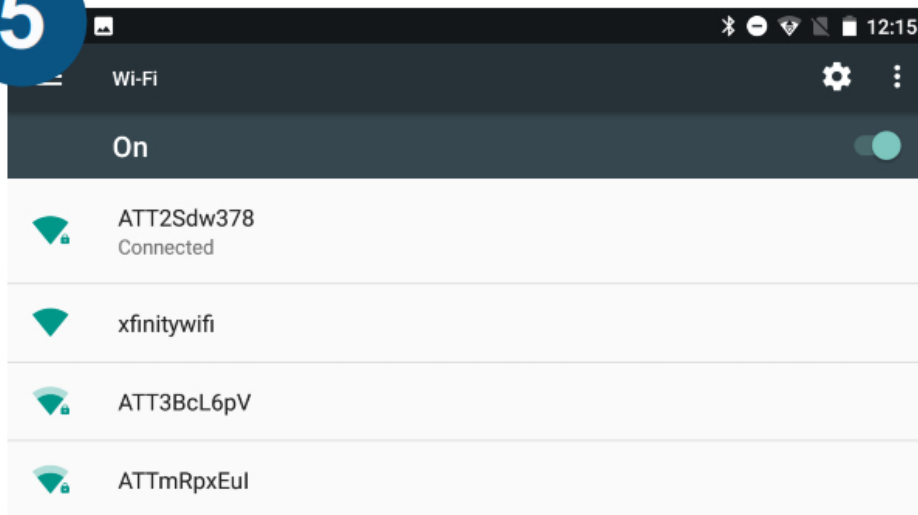 5
12:15
Wi-Fi
On
ATT2Sdw378
Connected
xfinitywifi
ATT3BcL6pV
ATTmRpxEuI